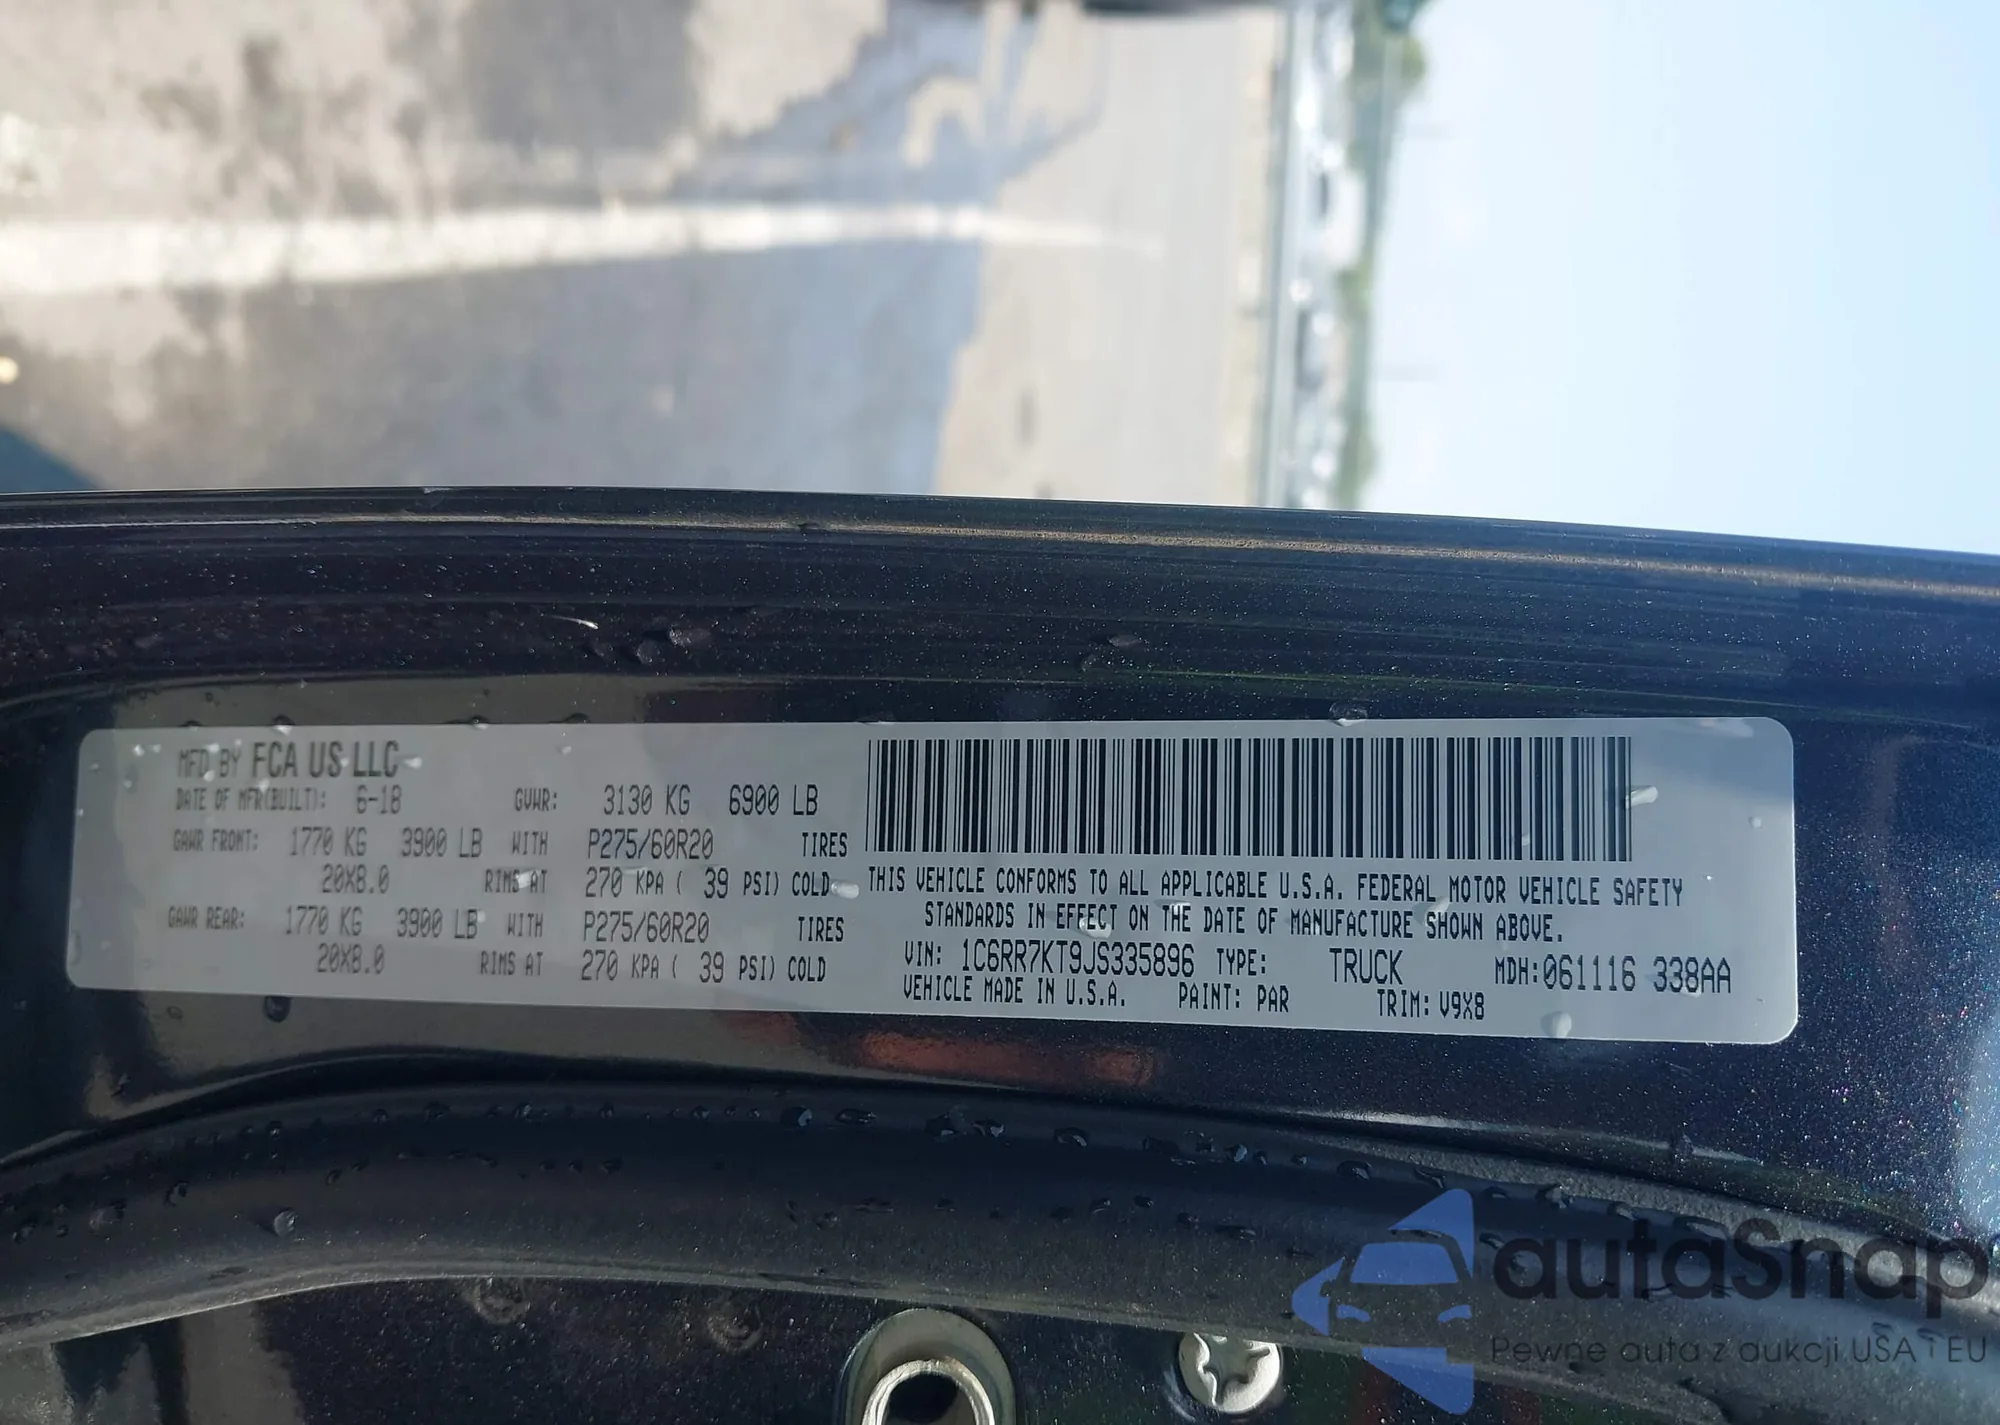 MFD BY FCA US LLC
DATE OF MFR(BUILT): 6-18 GVWR: 3130 KG 6900 LB
GAWR FRONT: 1770 KG 3900 LB WITH P275/60R20 TIRES
20X8.0 RIMS AT 270 KPA ( 39 PSI) COLD
GAWR REAR: 1770 KG 3900 LB WITH P275/60R20 TIRES
20X8.0 RIMS AT 270 KPA ( 39 PSI) COLD
THIS VEHICLE CONFORMS TO ALL APPLICABLE U.S.A. FEDERAL MOTOR VEHICLE SAFETY
STANDARDS IN EFFECT ON THE DATE OF MANUFACTURE SHOWN ABOVE.
VIN: 1C6RR7KT9JS335896 TYPE: TRUCK MDH:061116 338AA
VEHICLE MADE IN U.S.A. PAINT: PAR TRIM: V9X8
autaSnap
Pewne auta z aukcji USA i EU